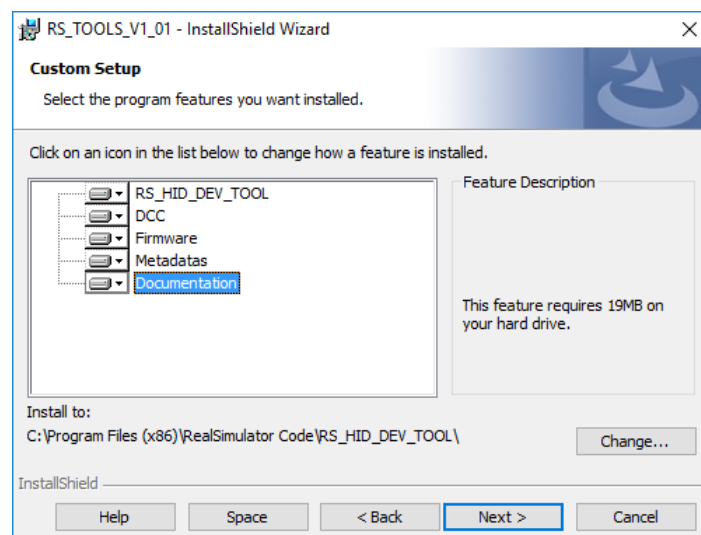 RS_TOOLS_V1_01 - InstallShield Wizard
Custom Setup
Select the program features you want installed.
Click on an icon in the list below to change how a feature is installed.
RS_HID_DEV_TOOL
DCC
Firmware
Metadatas
Documentation
Feature Description
This feature requires 19MB on
your hard drive.
Install to:
C:\Program Files (x86)\RealSimulator Code\RS_HID_DEV_TOOL\
Change...
InstallShield
Help
Space
< Back
Next >
Cancel